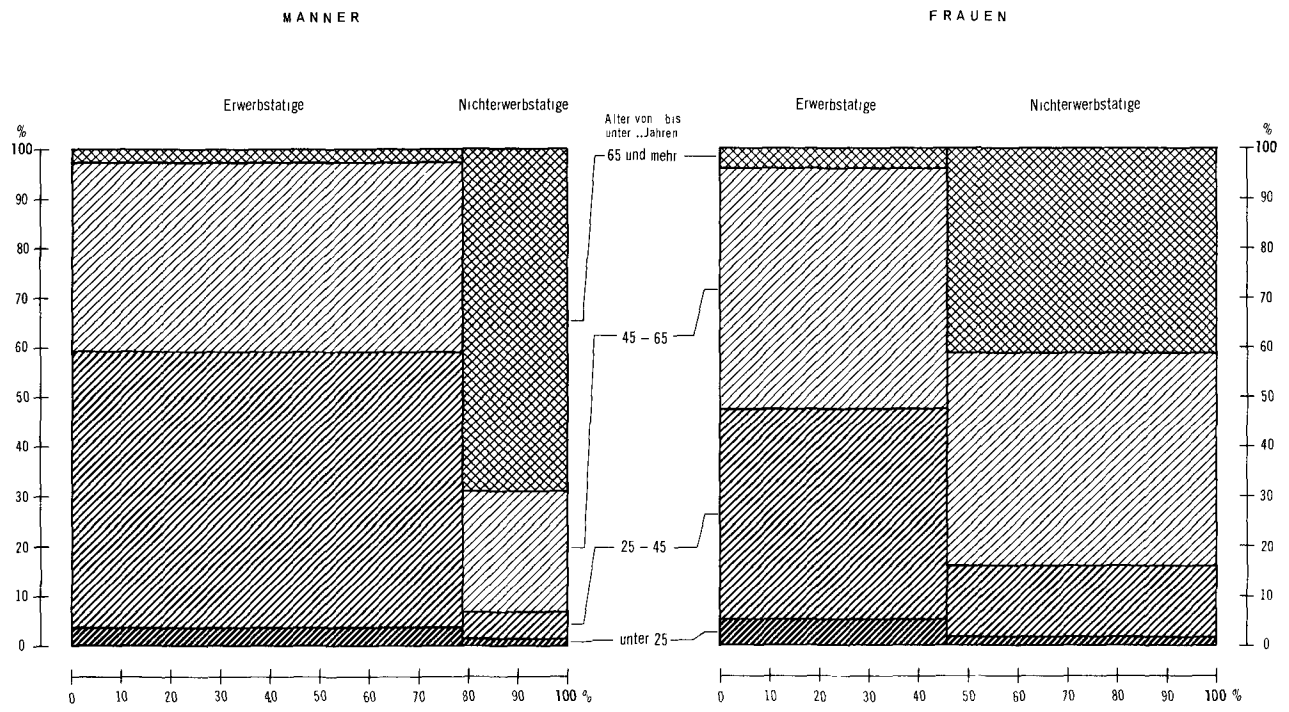 MANNER
FRAUEN
Erwerbstatige
Nichterwerbstatige
Erwerbstatige
Nichterwerbstatige
Alter von bis
unter ..Jahren
%
100
90
80
70
60
50
40
30
20
10
0
65 und mehr
45 – 65
25 – 45
unter 25
%
100
90
80
70
60
50
40
30
20
10
0
0 10 20 30 40 50 60 70 80 90 100 %
0 10 20 30 40 50 60 70 80 90 100 %